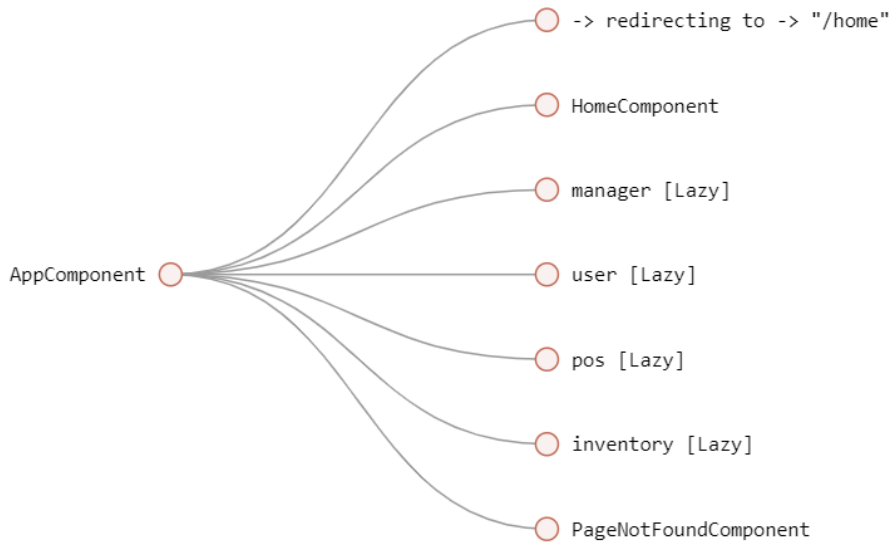 -> redirecting to -> "/home"
HomeComponent
manager [Lazy]
AppComponent
user [Lazy]
pos [Lazy]
inventory [Lazy]
PageNotFoundComponent